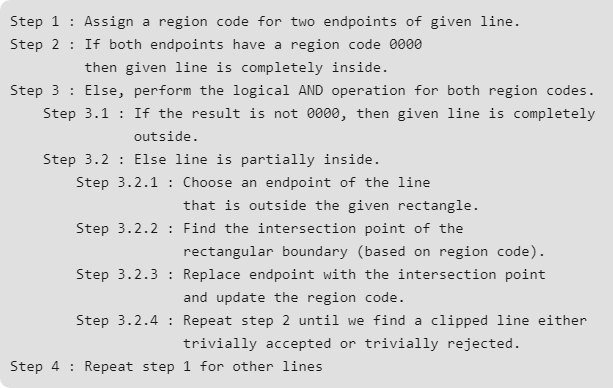 Step 1 : Assign a region code for two endpoints of given line.
Step 2 : If both endpoints have a region code 0000
then given line is completely inside.
Step 3 : Else, perform the logical AND operation for both region codes.
Step 3.1 : If the result is not 0000, then given line is completely
outside.
Step 3.2 : Else line is partially inside.
Step 3.2.1 : Choose an endpoint of the line
that is outside the given rectangle.
Step 3.2.2 : Find the intersection point of the
rectangular boundary (based on region code).
Step 3.2.3 : Replace endpoint with the intersection point
and update the region code.
Step 3.2.4 : Repeat step 2 until we find a clipped line either
trivially accepted or trivially rejected.
Step 4 : Repeat step 1 for other lines